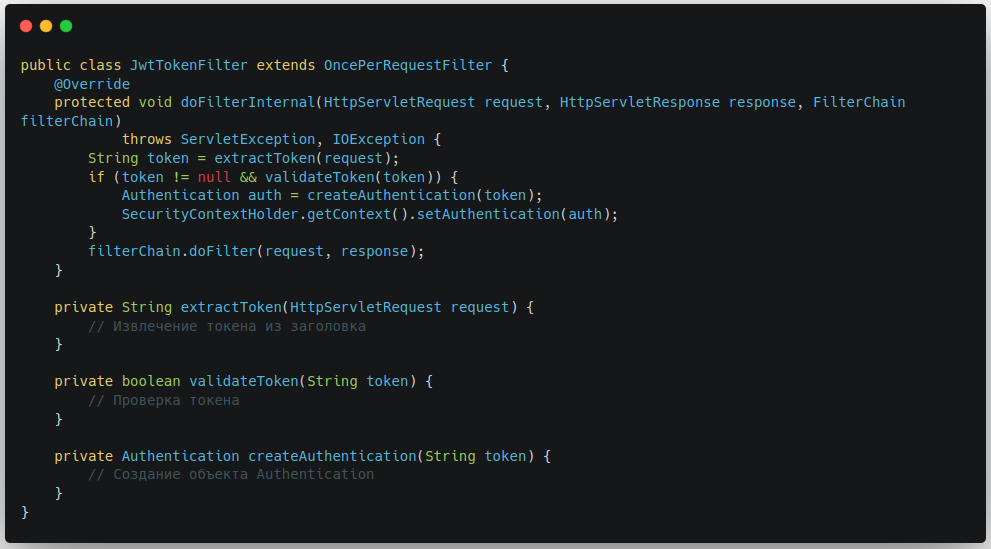 public class JwtTokenFilter extends OncePerRequestFilter {
    @Override
    protected void doFilterInternal(HttpServletRequest request, HttpServletResponse response, FilterChain
filterChain)
            throws ServletException, IOException {
        String token = extractToken(request);
        if (token != null && validateToken(token)) {
            Authentication auth = createAuthentication(token);
            SecurityContextHolder.getContext().setAuthentication(auth);
        }
        filterChain.doFilter(request, response);
    }

    private String extractToken(HttpServletRequest request) {
        // Извлечение токена из заголовка
    }

    private boolean validateToken(String token) {
        // Проверка токена
    }

    private Authentication createAuthentication(String token) {
        // Создание объекта Authentication
    }
}